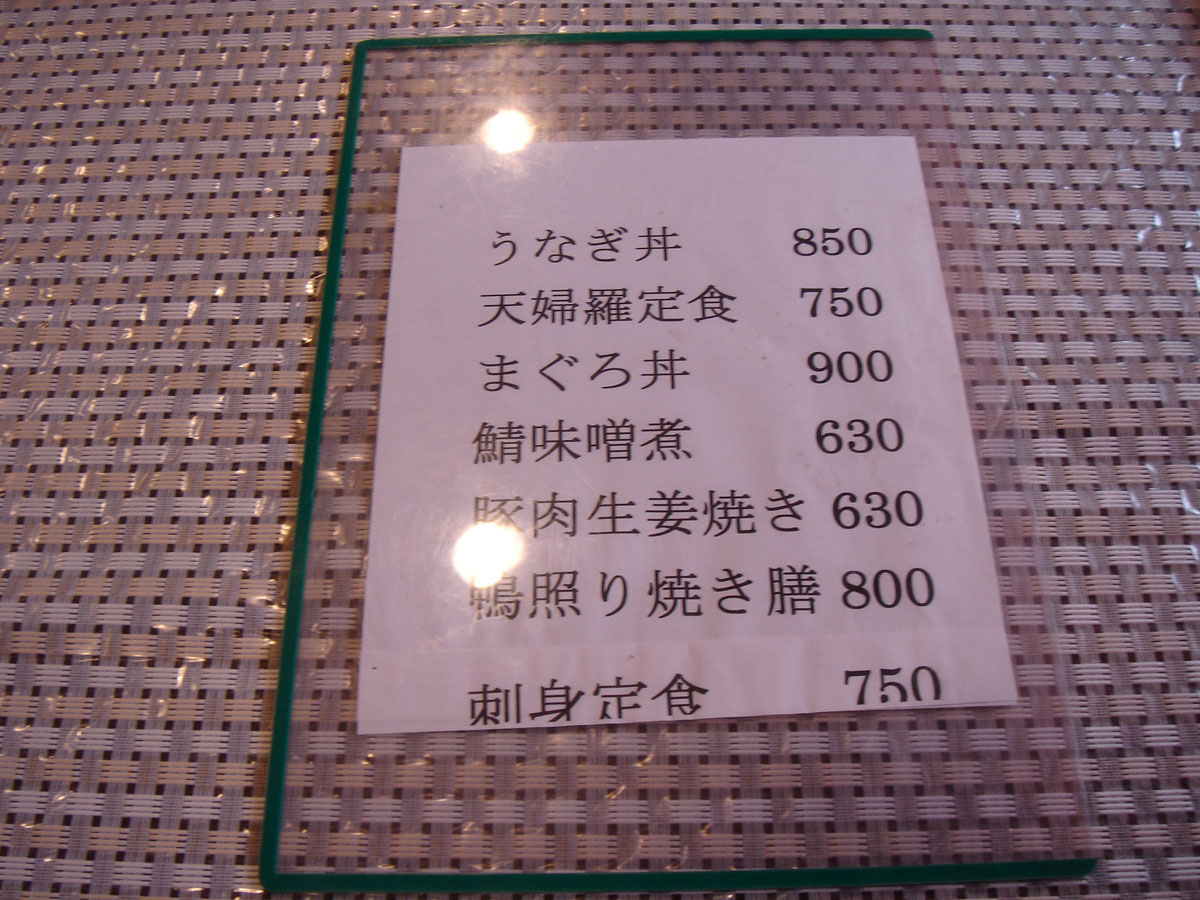 うなぎ丼 850
天婦羅定食 750
まぐろ丼 900
鯖味噌煮 630
豚肉生姜焼き 630
鴨照り焼き膳 800
刺身定食 750